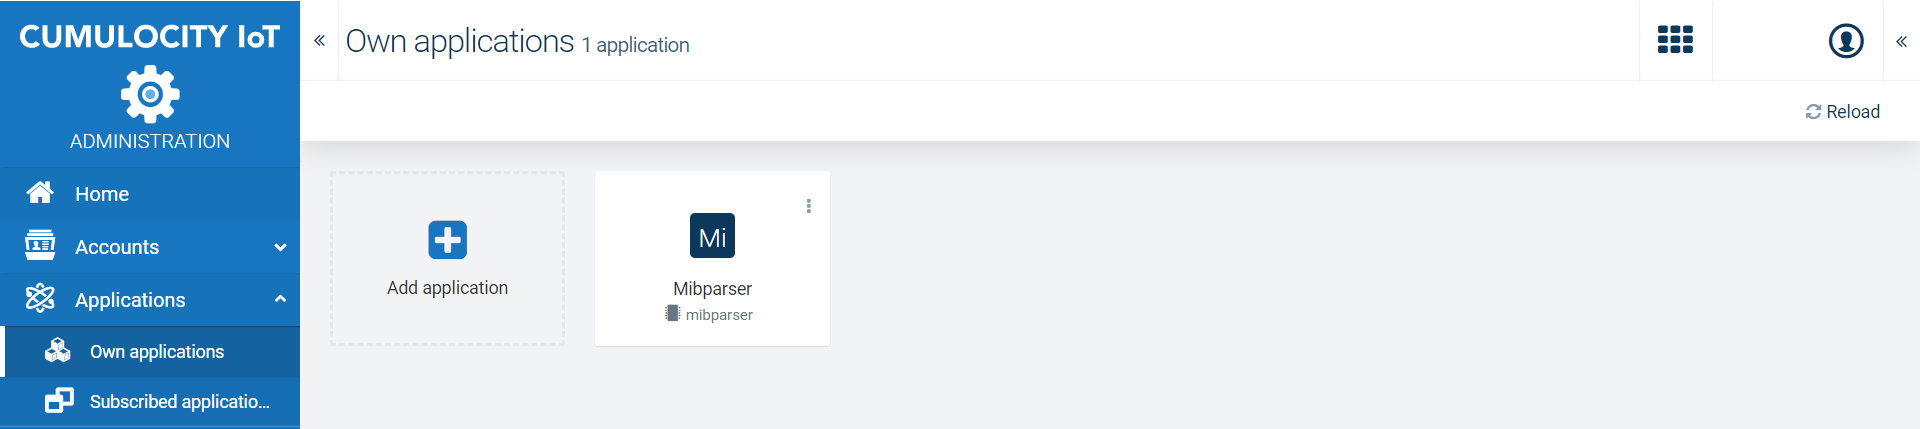 CUMULOCITY IoT
ADMINISTRATION
Home
Accounts
Applications
Own applications
Subscribed applicatio...
Own applications 1 application
Reload
Add application
Mi
Mibparser
mibparser